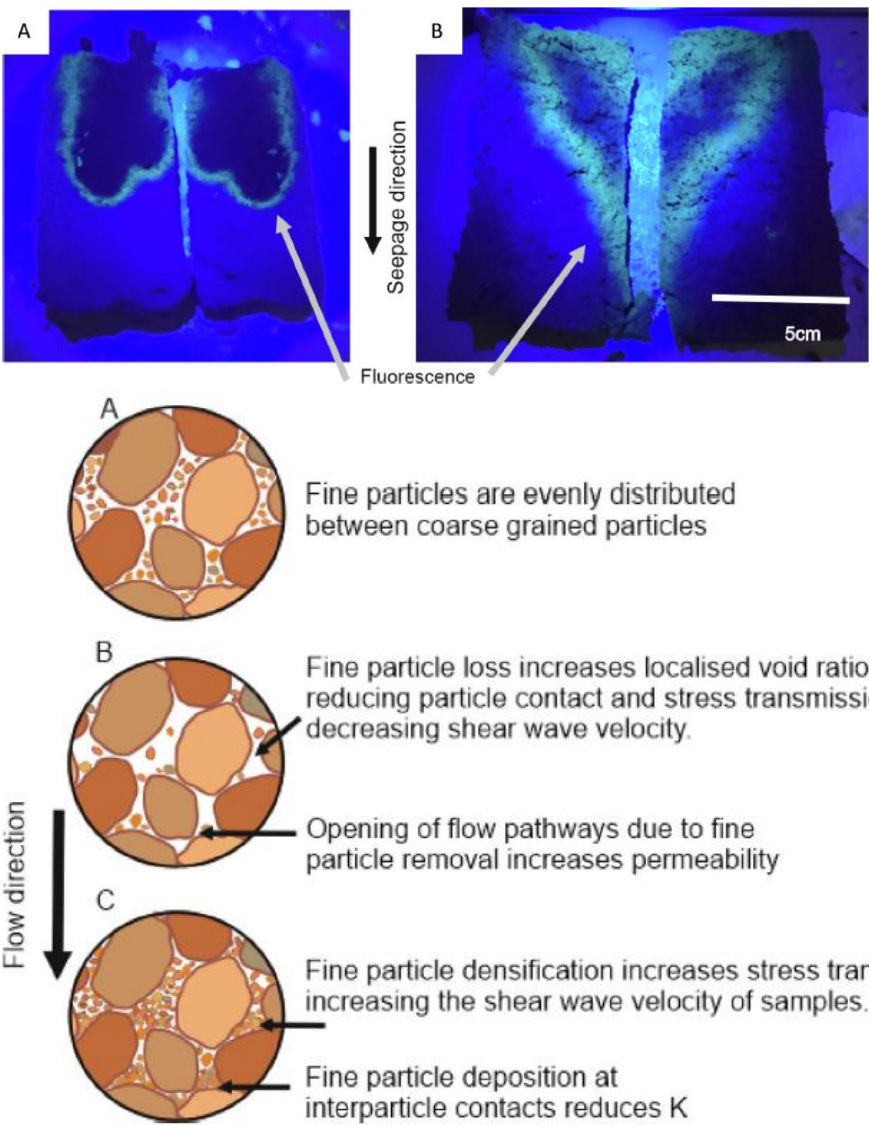 A
B
Seepage direction
5cm
Fluorescence
A
Fine particles are evenly distributed
between coarse grained particles
B
Fine particle loss increases localised void ratio
reducing particle contact and stress transmissi
decreasing shear wave velocity.
Opening of flow pathways due to fine
particle removal increases permeability
Flow direction
C
Fine particle densification increases stress tran
increasing the shear wave velocity of samples.
Fine particle deposition at
interparticle contacts reduces K